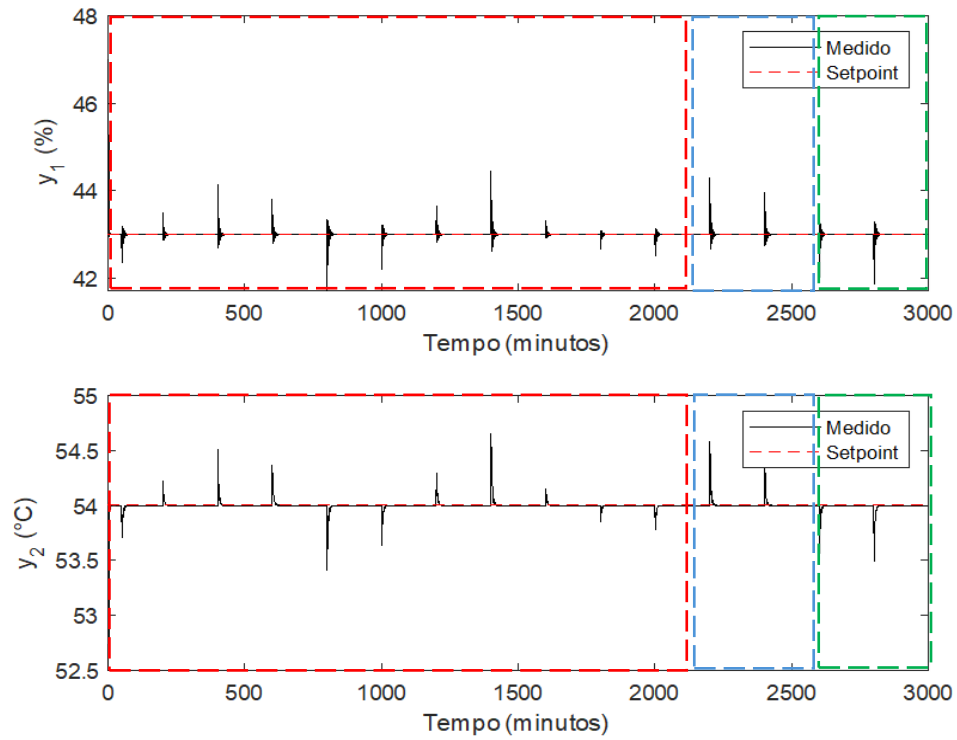 48
46
44
42
y1 (%)
Medido
Setpoint
0 500 1000 1500 2000 2500 3000
Tempo (minutos)
55
54.5
54
53.5
53
52.5
y2 (°C)
Medido
Setpoint
0 500 1000 1500 2000 2500 3000
Tempo (minutos)